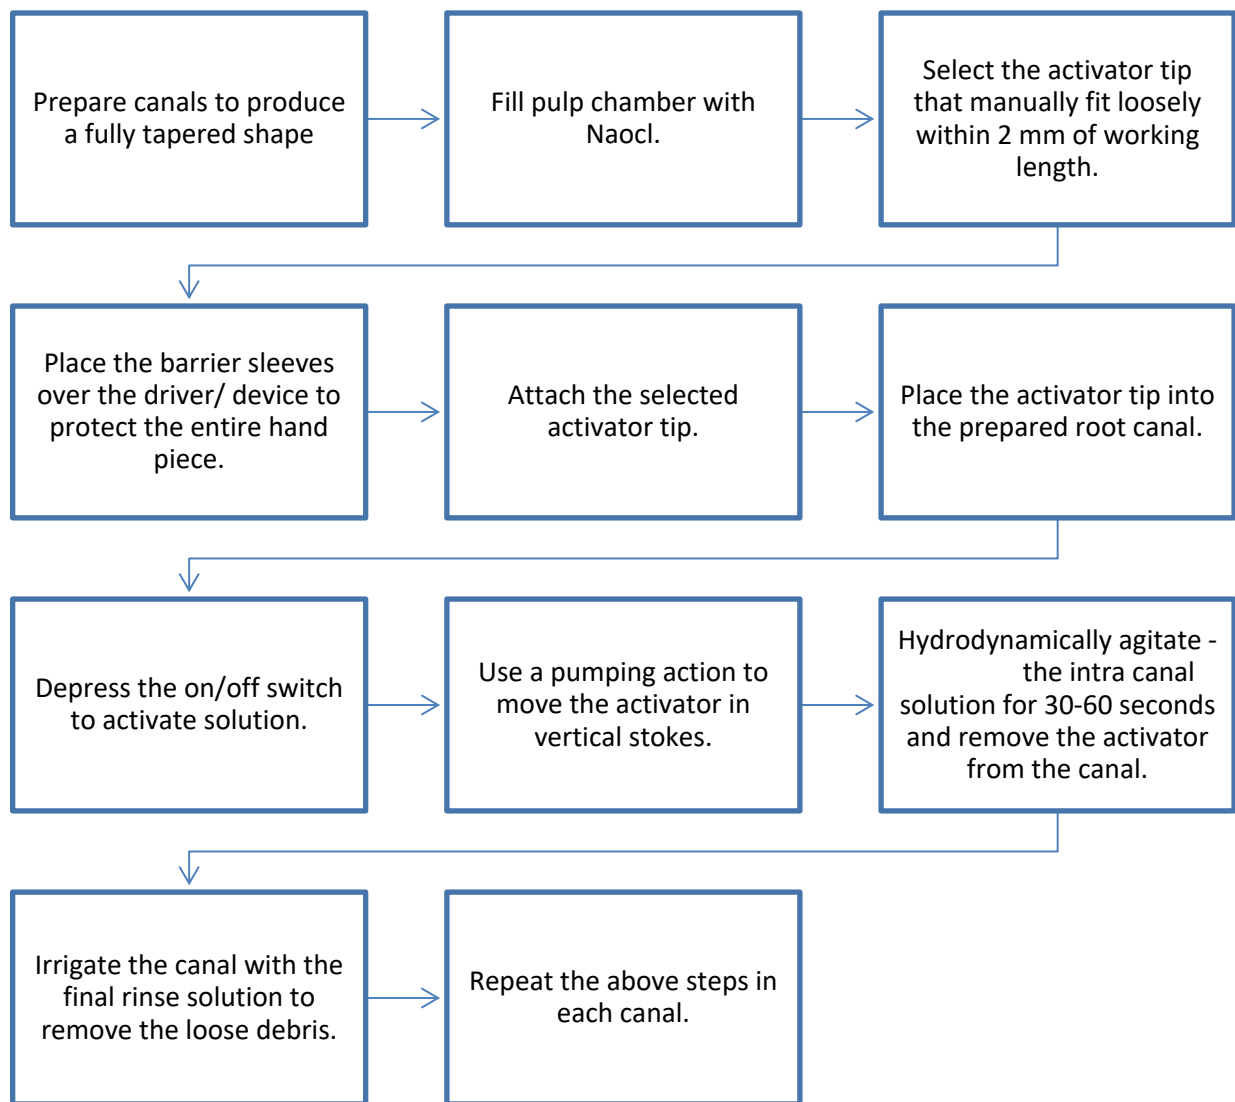 Prepare canals to produce
a fully tapered shape
Fill pulp chamber with
Naocl.
Select the activator tip
that manually fit loosely
within 2 mm of working
length.
Place the barrier sleeves
over the driver/ device to
protect the entire hand
piece.
Attach the selected
activator tip.
Place the activator tip into
the prepared root canal.
Depress the on/off switch
to activate solution.
Use a pumping action to
move the activator in
vertical stokes.
Hydrodynamically agitate -
the intra canal
solution for 30-60 seconds
and remove the activator
from the canal.
Irrigate the canal with the
final rinse solution to
remove the loose debris.
Repeat the above steps in
each canal.